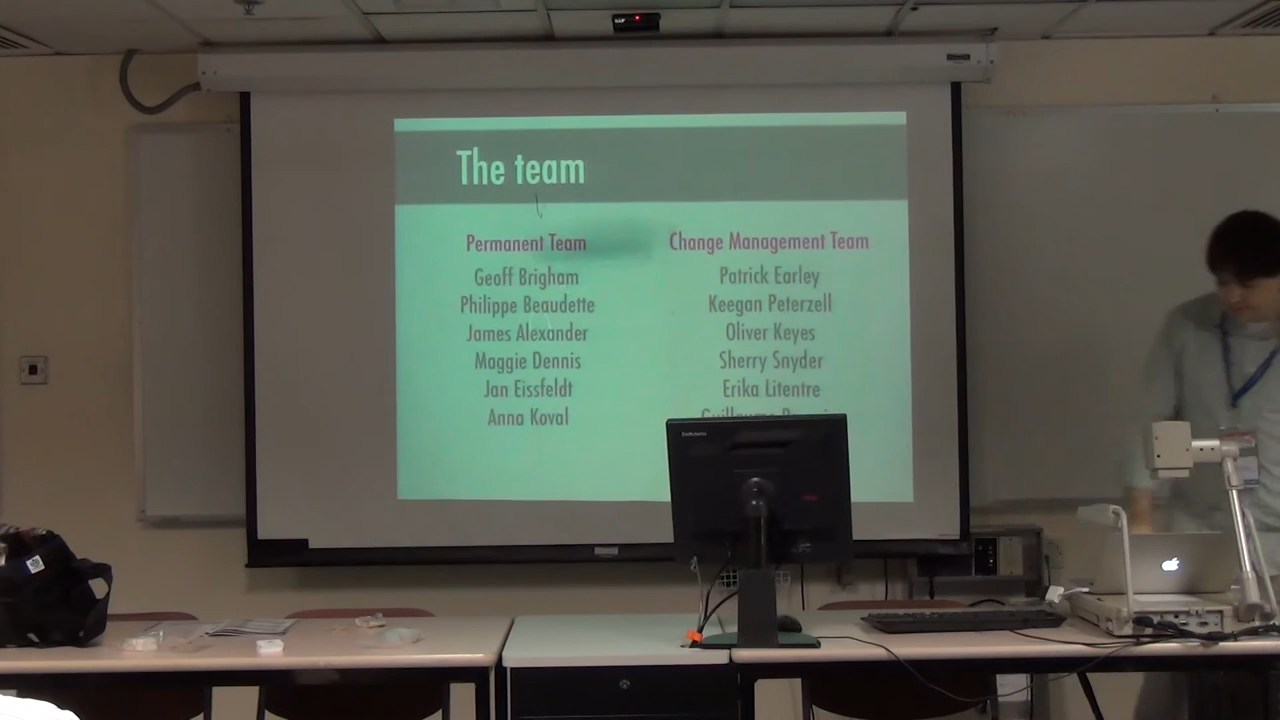 The team
Permanent Team
Geoff Brigham
Philippe Beaudette
James Alexander
Maggie Dennis
Jan Eissfeldt
Anna Koval
Change Management Team
Patrick Earley
Keegan Peterzell
Oliver Keyes
Sherry Snyder
Erika Litentre
Guillaume